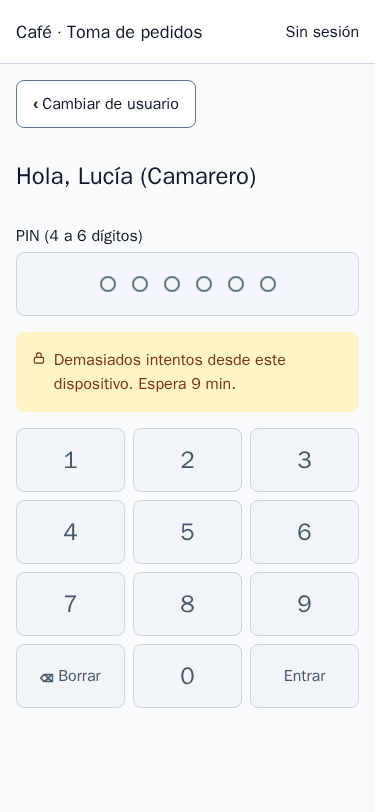 Café · Toma de pedidos
Sin sesión
‹ Cambiar de usuario
Hola, Lucía (Camarero)
PIN (4 a 6 dígitos)
Demasiados intentos desde este
dispositivo. Espera 9 min.
1 2 3
4 5 6
7 8 9
⌫ Borrar 0 Entrar